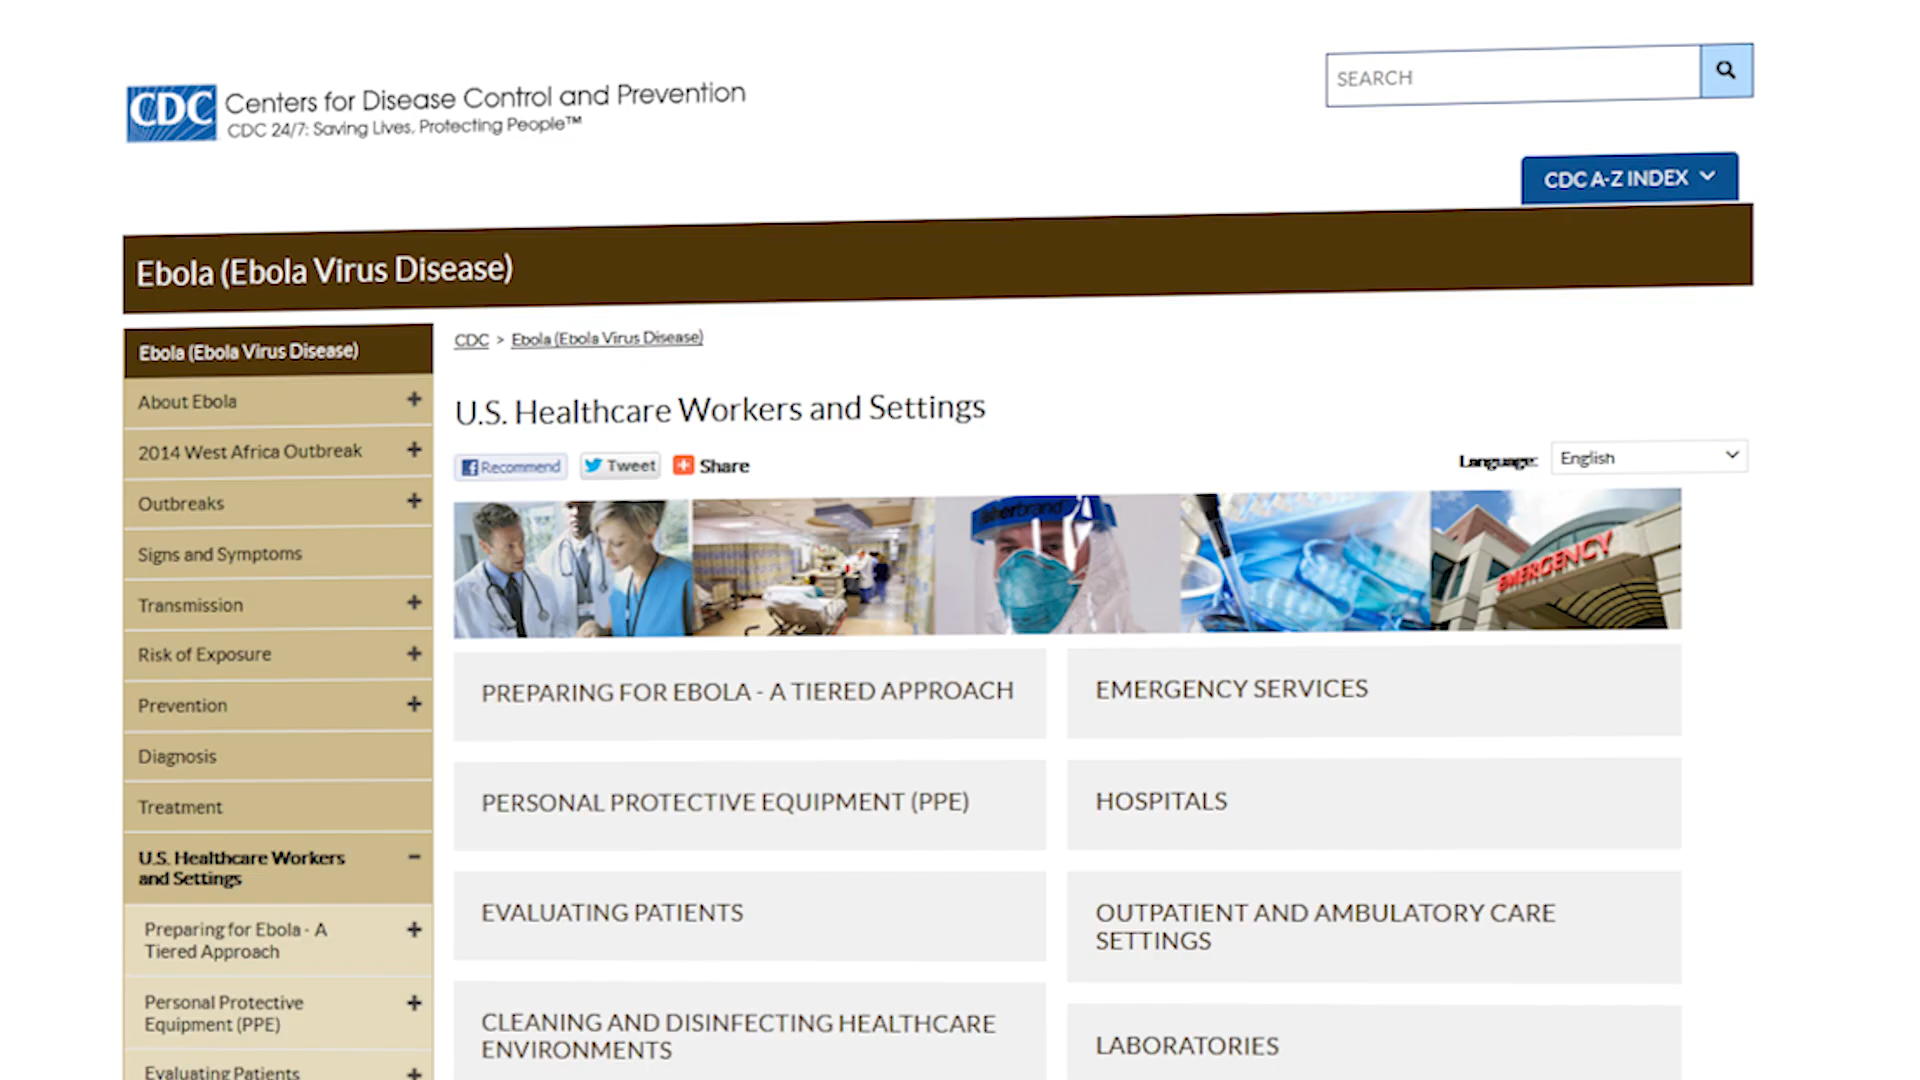 CDC Centers for Disease Control and Prevention
CDC 24/7: Saving Lives, Protecting People™
SEARCH
CDC A-Z INDEX
Ebola (Ebola Virus Disease)
Ebola (Ebola Virus Disease)
About Ebola
2014 West Africa Outbreak
Outbreaks
Signs and Symptoms
Transmission
Risk of Exposure
Prevention
Diagnosis
Treatment
U.S. Healthcare Workers
and Settings
Preparing for Ebola - A
Tiered Approach
Personal Protective
Equipment (PPE)
Evaluating Patients
CDC > Ebola (Ebola Virus Disease)
U.S. Healthcare Workers and Settings
Recommend Tweet Share
Language: English
EMERGENCY
PREPARING FOR EBOLA - A TIERED APPROACH
PERSONAL PROTECTIVE EQUIPMENT (PPE)
EVALUATING PATIENTS
CLEANING AND DISINFECTING HEALTHCARE
ENVIRONMENTS
EMERGENCY SERVICES
HOSPITALS
OUTPATIENT AND AMBULATORY CARE
SETTINGS
LABORATORIES